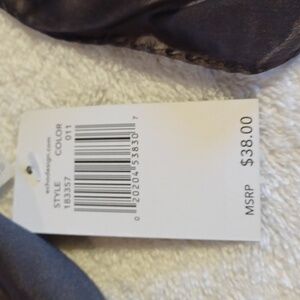 echodesign.com
STYLE COLOR
183357 011
0 20204 53830 7
MSRP $38.00